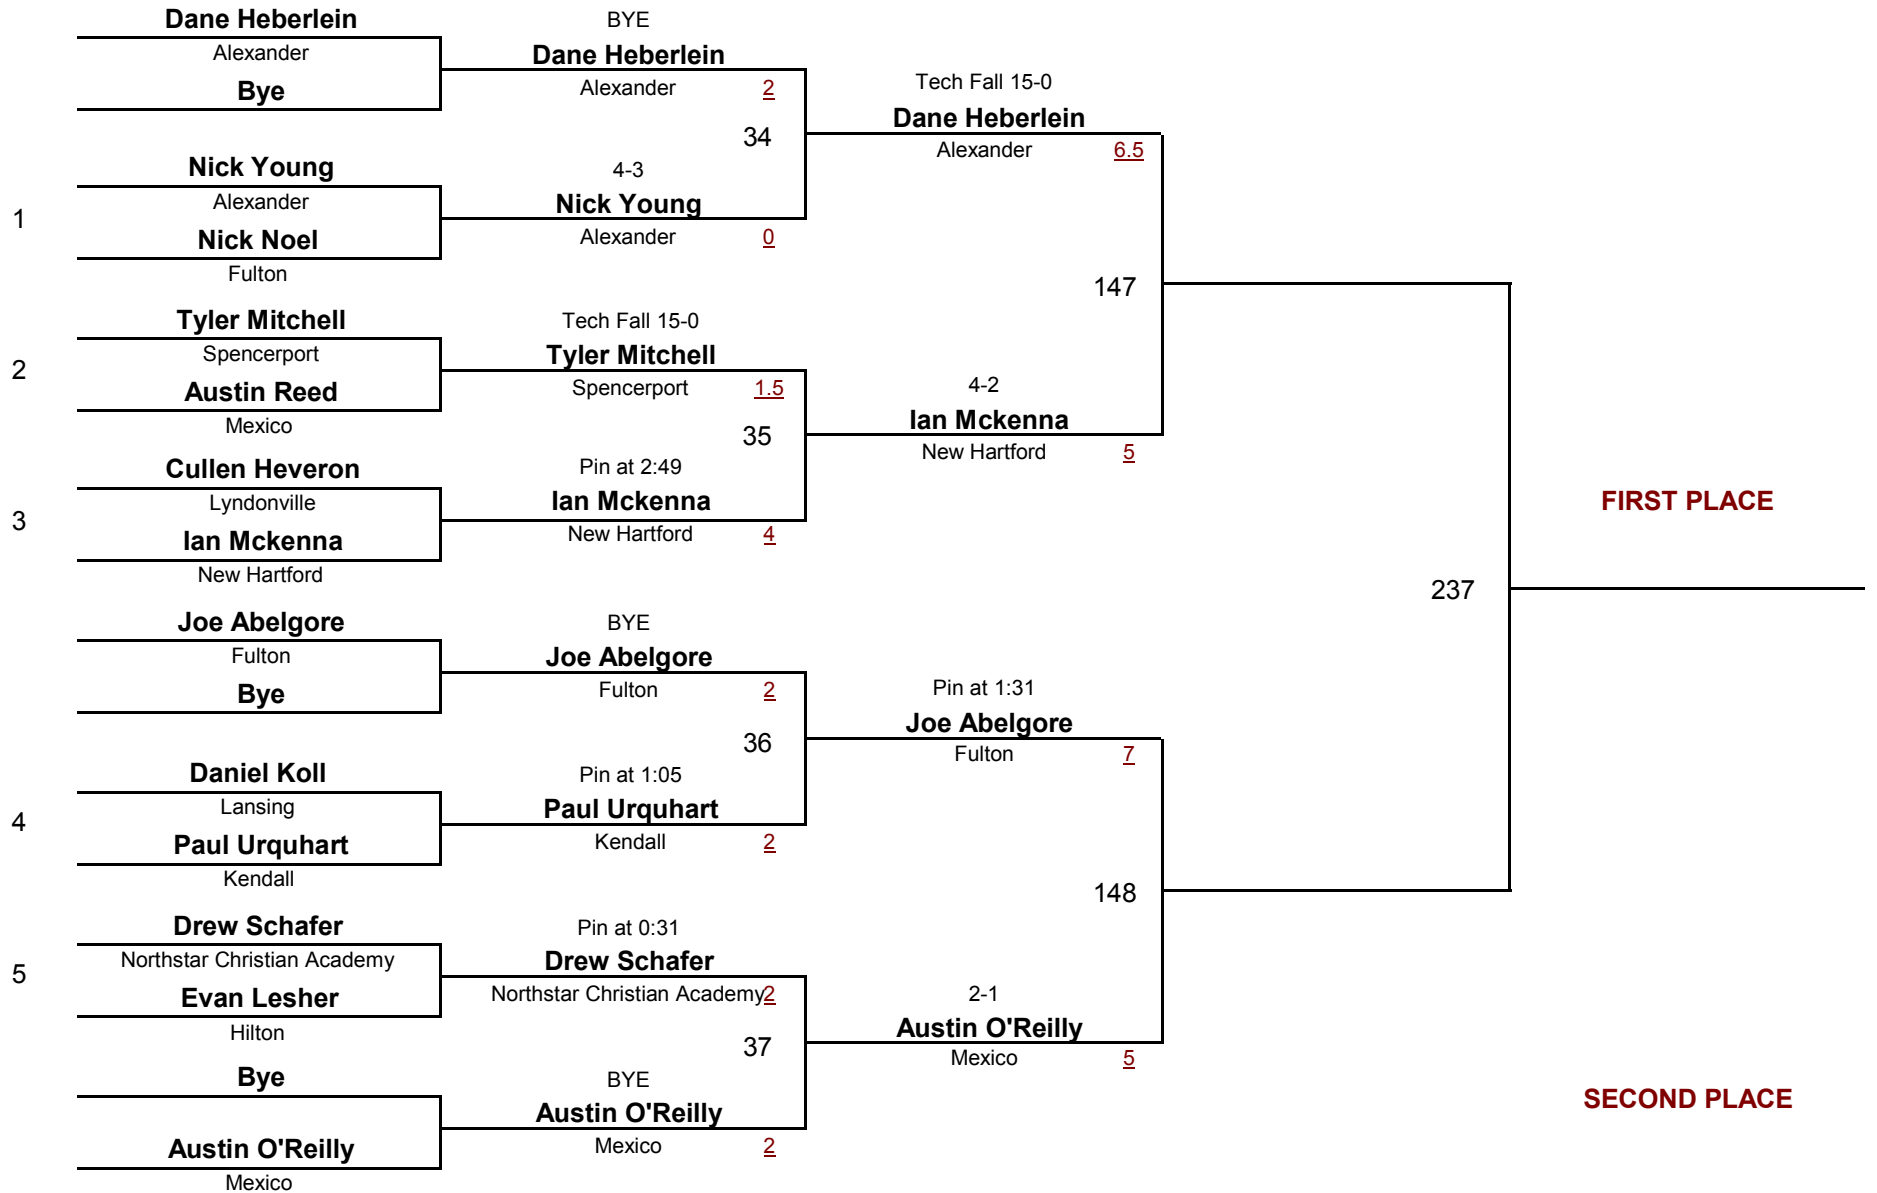 Dane Heberlein
Alexander
Bye
1
Nick Young
Alexander
Nick Noel
Fulton
2
Tyler Mitchell
Spencerport
Austin Reed
Mexico
3
Cullen Heveron
Lyndonville
Ian Mckenna
New Hartford
Joe Abelgore
Fulton
Bye
4
Daniel Koll
Lansing
Paul Urquhart
Kendall
5
Drew Schafer
Northstar Christian Academy
Evan Lesher
Hilton
Bye
Austin O'Reilly
Mexico
BYE
Dane Heberlein
Alexander 2
34
4-3
Nick Young
Alexander 0
Tech Fall 15-0
Tyler Mitchell
Spencerport 1.5
35
Pin at 2:49
Ian Mckenna
New Hartford 4
BYE
Joe Abelgore
Fulton 2
36
Pin at 1:05
Paul Urquhart
Kendall 2
Pin at 0:31
Drew Schafer
Northstar Christian Academy 2
37
BYE
Austin O'Reilly
Mexico 2
Tech Fall 15-0
Dane Heberlein
Alexander 6.5
147
4-2
Ian Mckenna
New Hartford 5
Pin at 1:31
Joe Abelgore
Fulton 7
148
2-1
Austin O'Reilly
Mexico 5
237
FIRST PLACE
SECOND PLACE